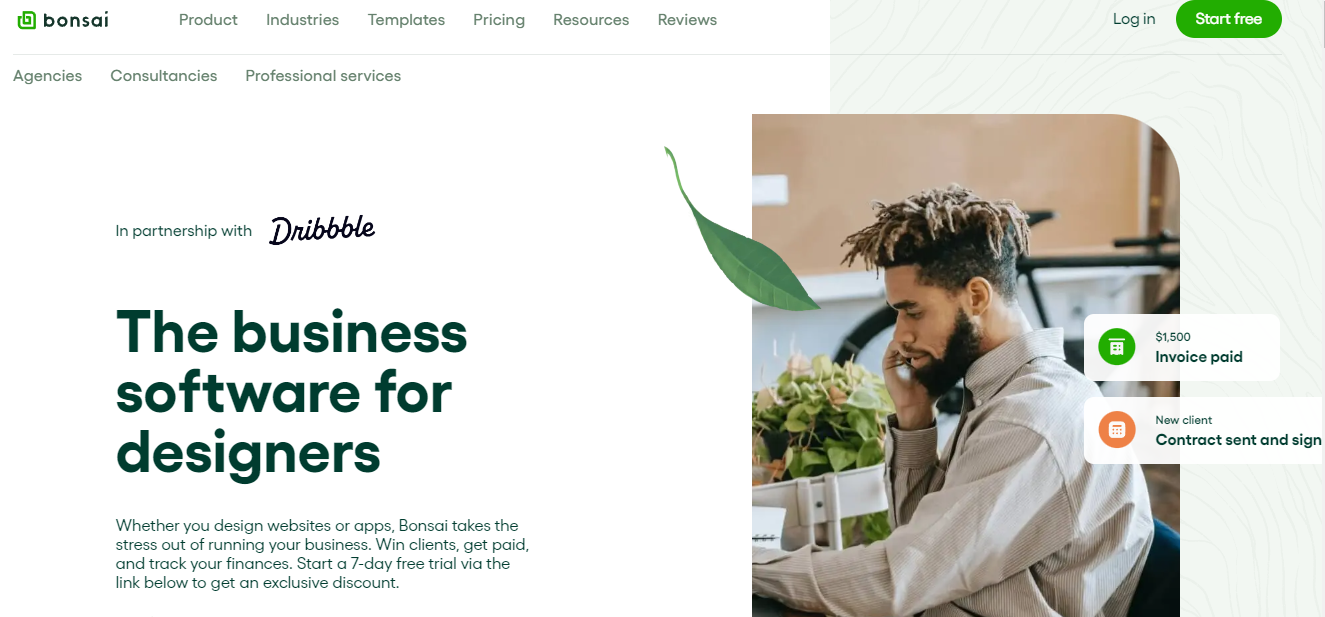 bonsai Product Industries Templates Pricing Resources Reviews Log in Start free
Agencies Consultancies Professional services
In partnership with Dribbble
The business
software for
designers
Whether you design websites or apps, Bonsai takes the
stress out of running your business. Win clients, get paid,
and track your finances. Start a 7-day free trial via the
link below to get an exclusive discount.
$1,500
Invoice paid
New client
Contract sent and sign